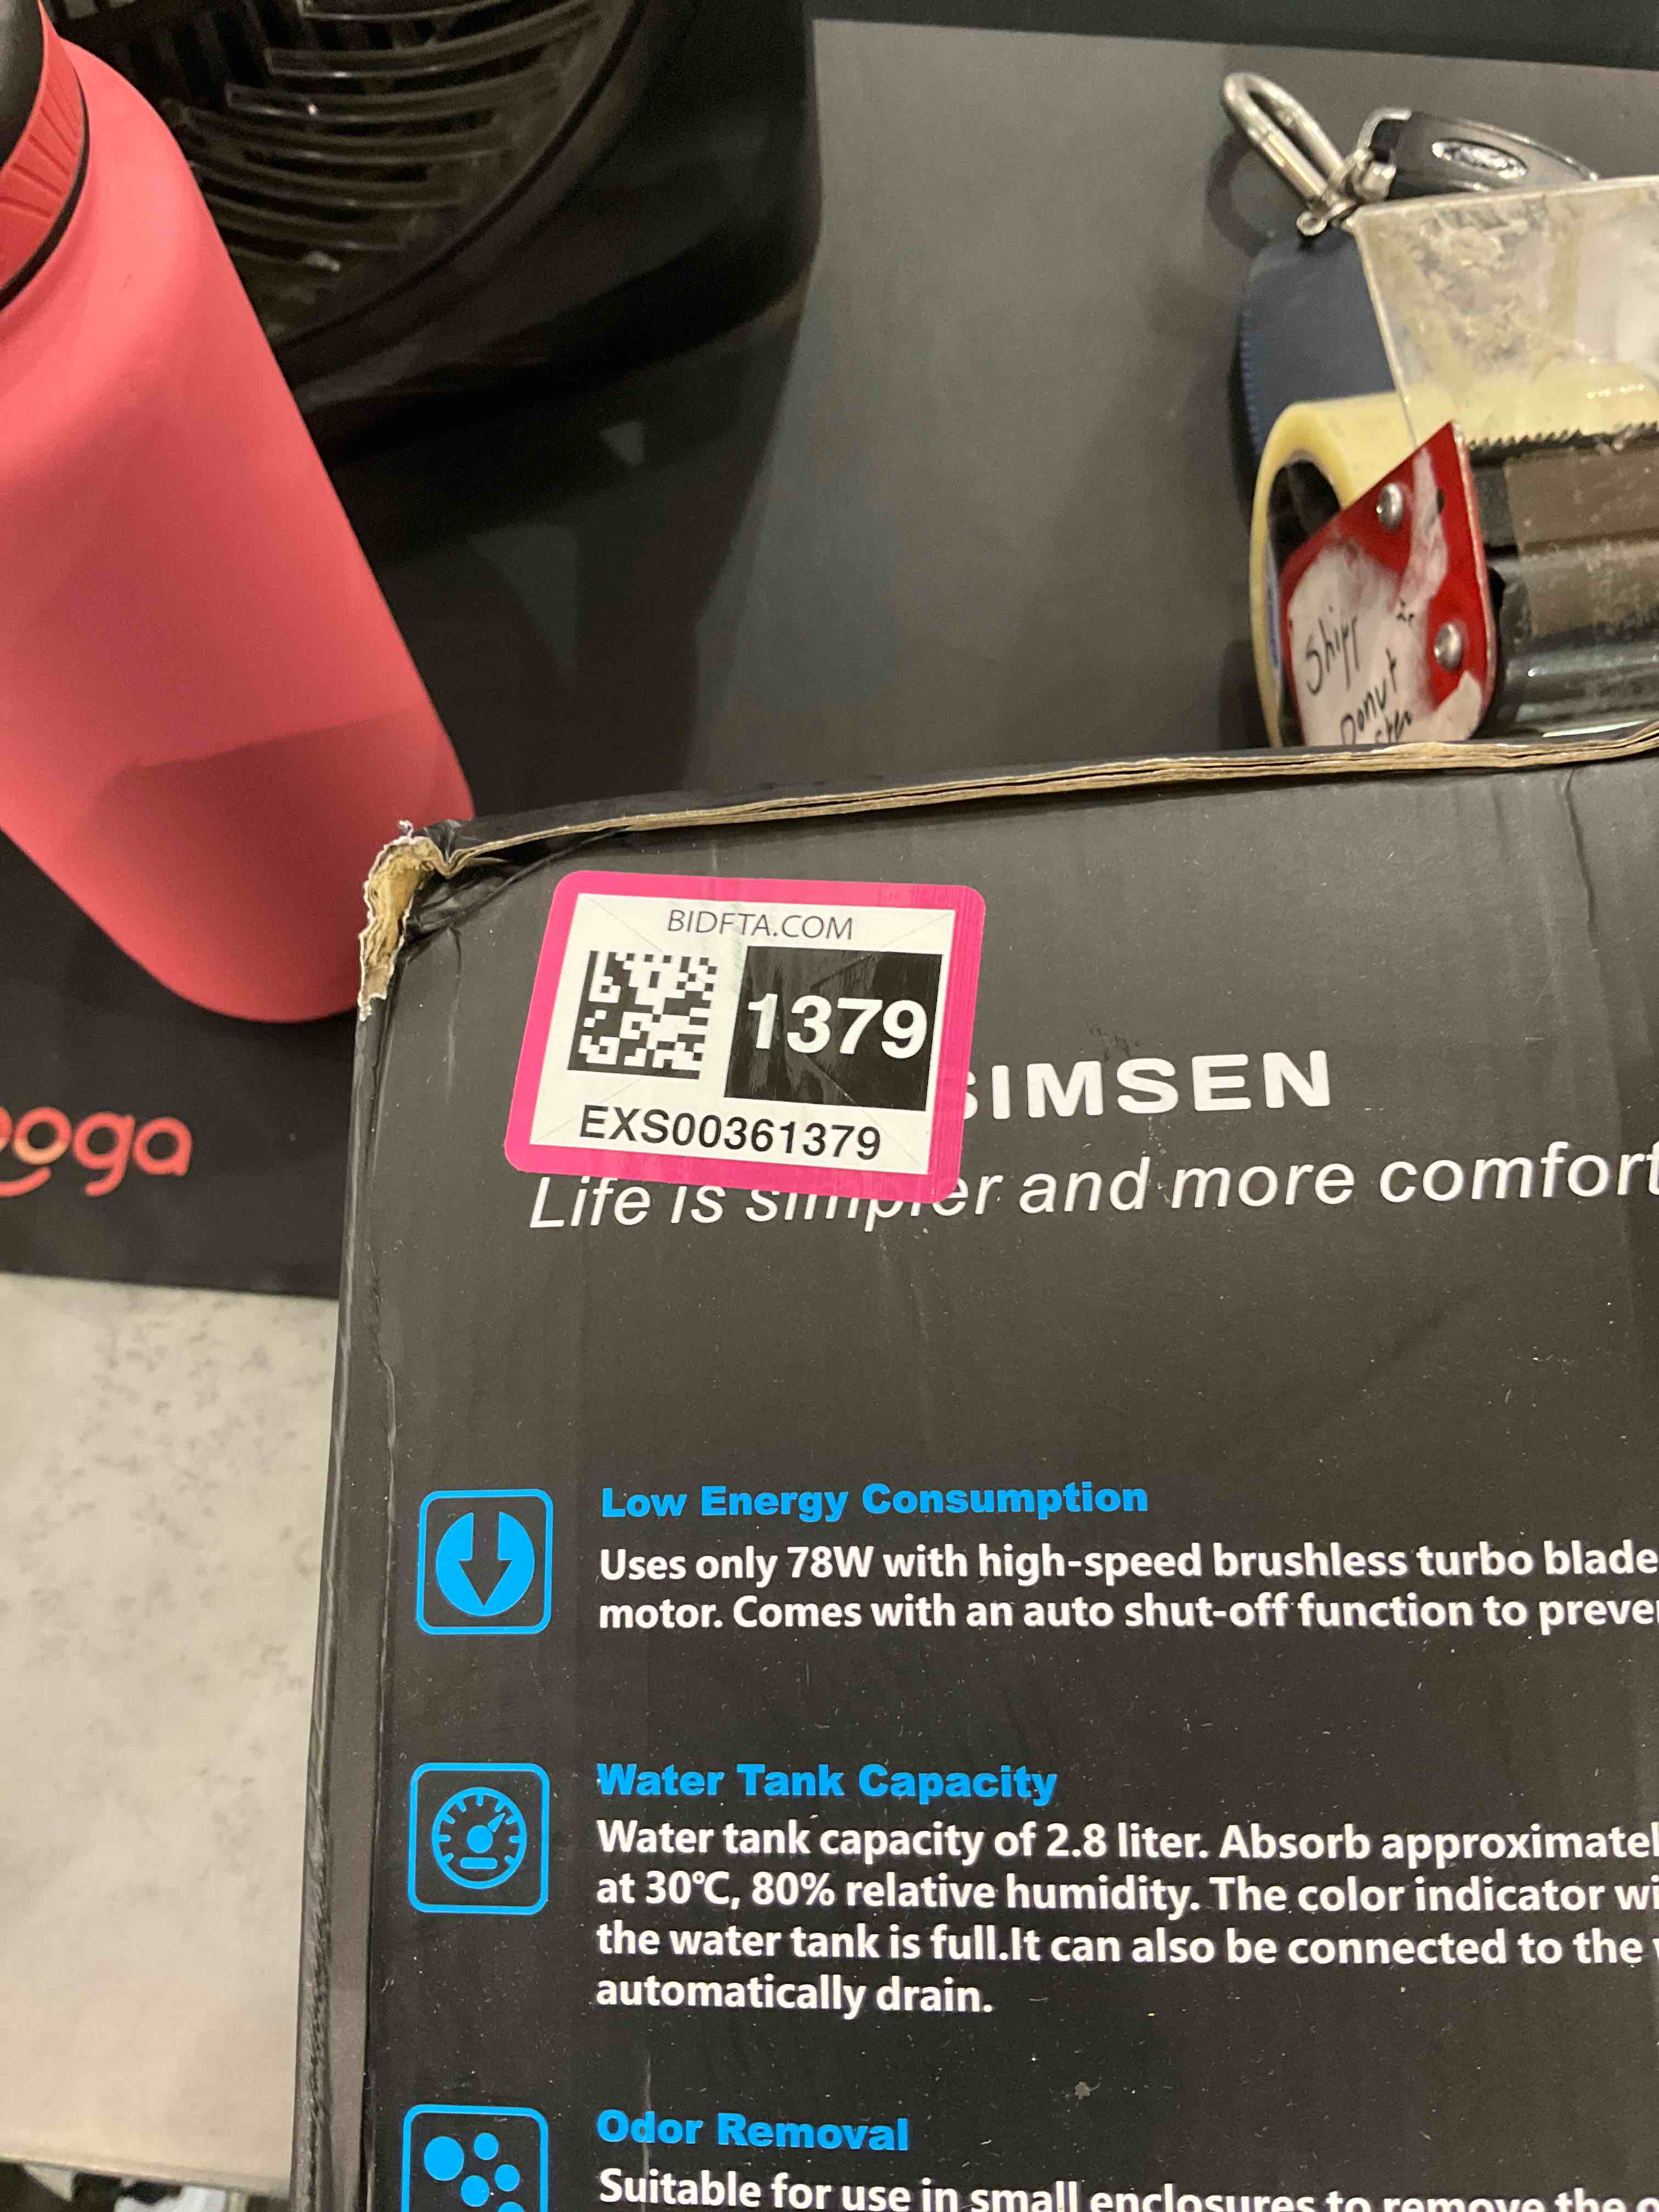 Shipp
Donut
BIDFTA.COM
1379
EXS00361379
SIMSEN
ooga
Life is simpler and more comfort
Low Energy Consumption
Uses only 78W with high-speed brushless turbo blade
motor. Comes with an auto shut-off function to preve
Water Tank Capacity
Water tank capacity of 2.8 liter. Absorb approximatel
at 30℃, 80% relative humidity. The color indicator wi
the water tank is full.It can also be connected to the
automatically drain.
Odor Removal
Suitable for use in small enclosures to remove the o